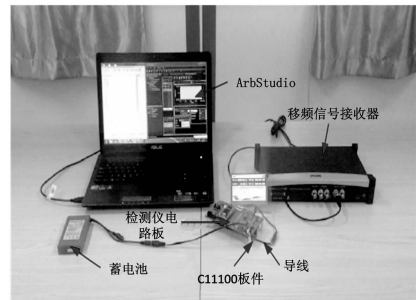 ArbStudio
移频信号接收器
检测仪电
路板
蓄电池
C11100板件
导线